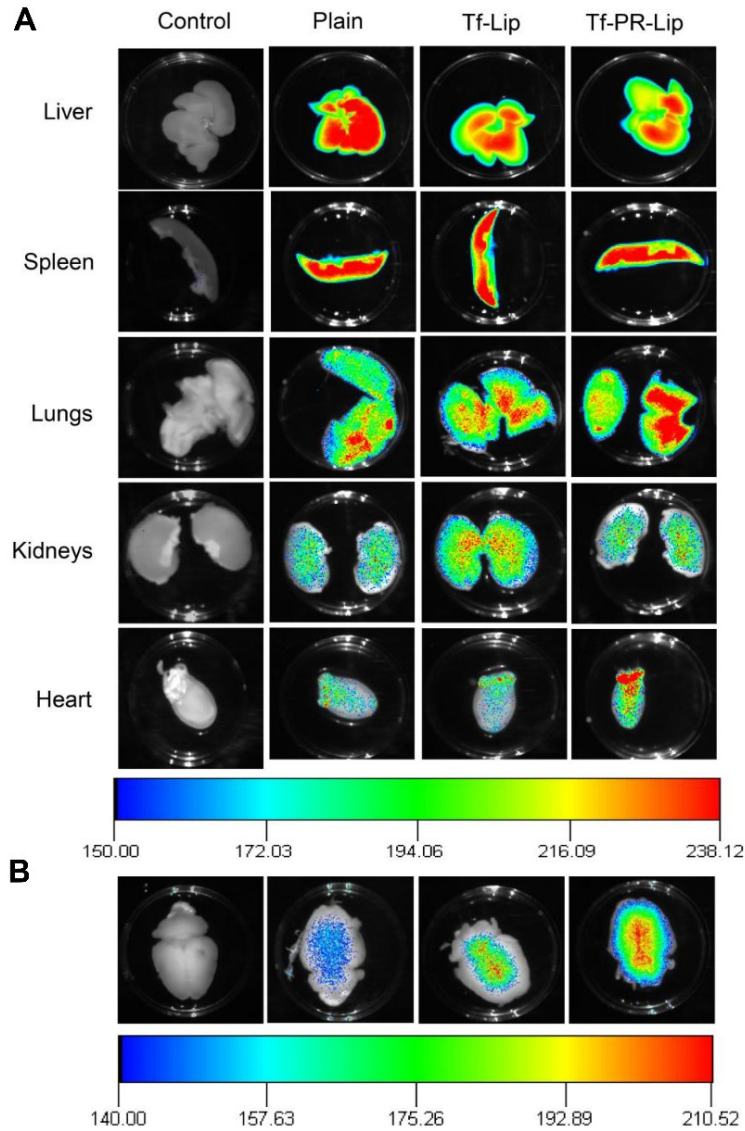 A
Control Plain Tf-Lip Tf-PR-Lip
Liver
Spleen
Lungs
Kidneys
Heart
150.00 172.03 194.06 216.09 238.12
B
140.00 157.63 175.26 192.89 210.52